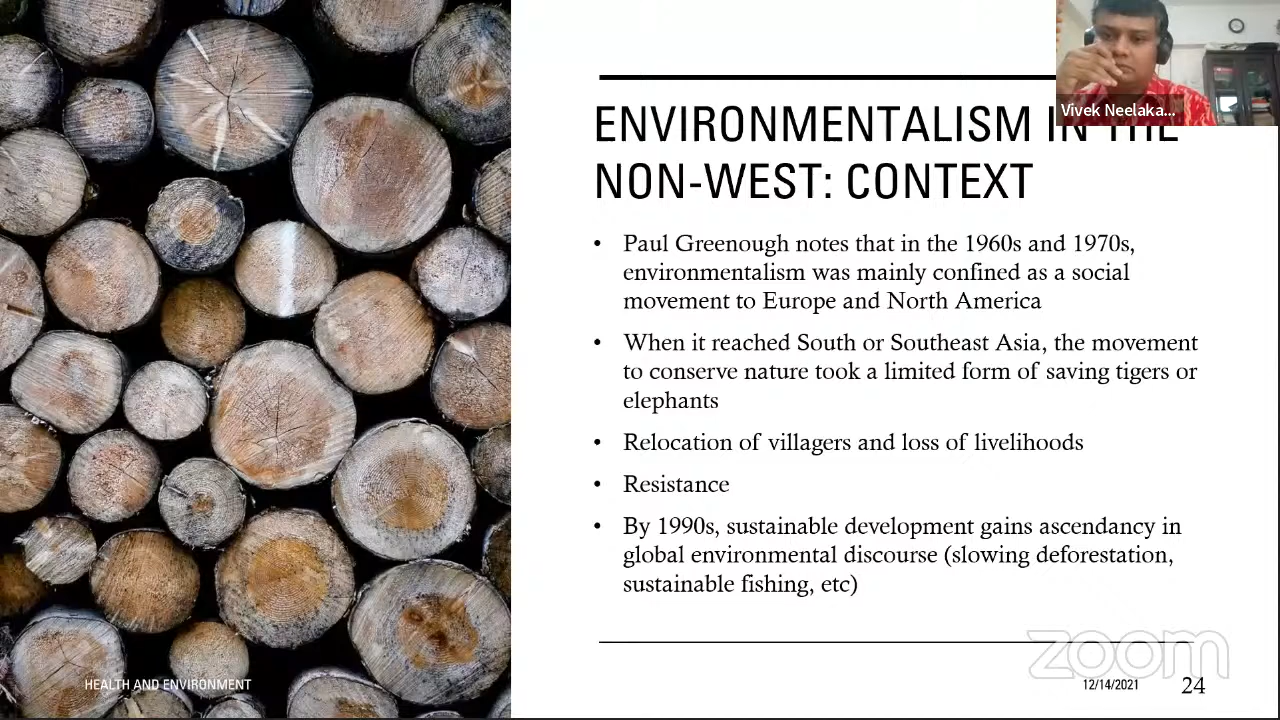 Vivek Neelaka...
ENVIRONMENTALISM IN THE
NON-WEST: CONTEXT
• Paul Greenough notes that in the 1960s and 1970s,
environmentalism was mainly confined as a social
movement to Europe and North America
• When it reached South or Southeast Asia, the movement
to conserve nature took a limited form of saving tigers or
elephants
• Relocation of villagers and loss of livelihoods
• Resistance
• By 1990s, sustainable development gains ascendancy in
global environmental discourse (slowing deforestation,
sustainable fishing, etc)
zoom
HEALTH AND ENVIRONMENT
12/14/2021
24